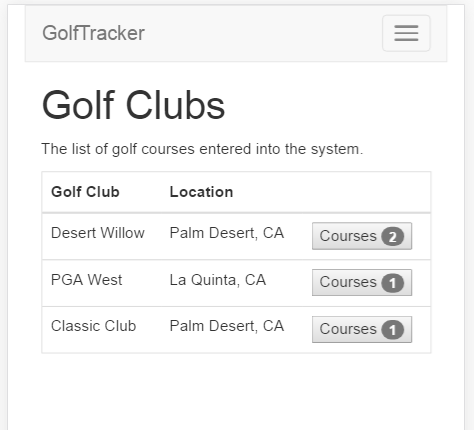 GolfTracker
Golf Clubs
The list of golf courses entered into the system.
Golf Club Location
Desert Willow Palm Desert, CA Courses 2
PGA West La Quinta, CA Courses 1
Classic Club Palm Desert, CA Courses 1